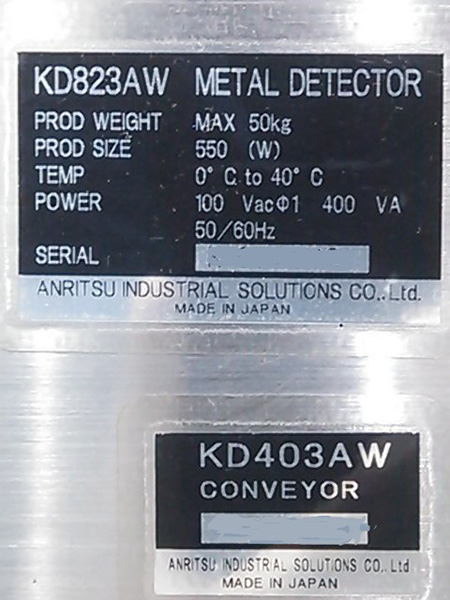 KD823AW METAL DETECTOR
PROD WEIGHT MAX 50kg
PROD SIZE 550 (W)
TEMP 0° C to 40° C
POWER 100 VacΦ1 400 VA
50/60Hz
SERIAL
ANRITSU INDUSTRIAL SOLUTIONS CO.,Ltd.
MADE IN JAPAN
KD403AW
CONVEYOR
ANRITSU INDUSTRIAL SOLUTIONS CO.,Ltd
MADE IN JAPAN